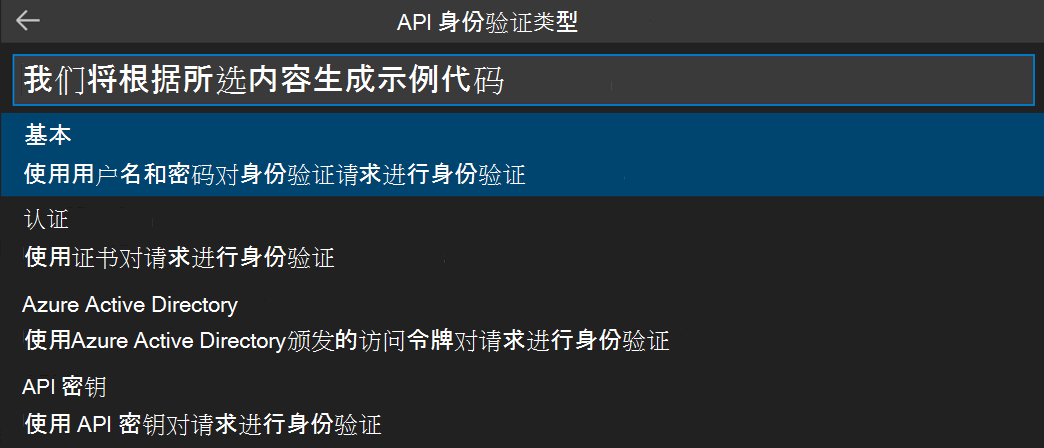 API 身份验证类型
我们将根据所选内容生成示例代码
基本
使用用户名和密码对身份验证请求进行身份验证
认证
使用证书对请求进行身份验证
Azure Active Directory
使用Azure Active Directory颁发的访问令牌对请求进行身份验证
API 密钥
使用 API 密钥对请求进行身份验证